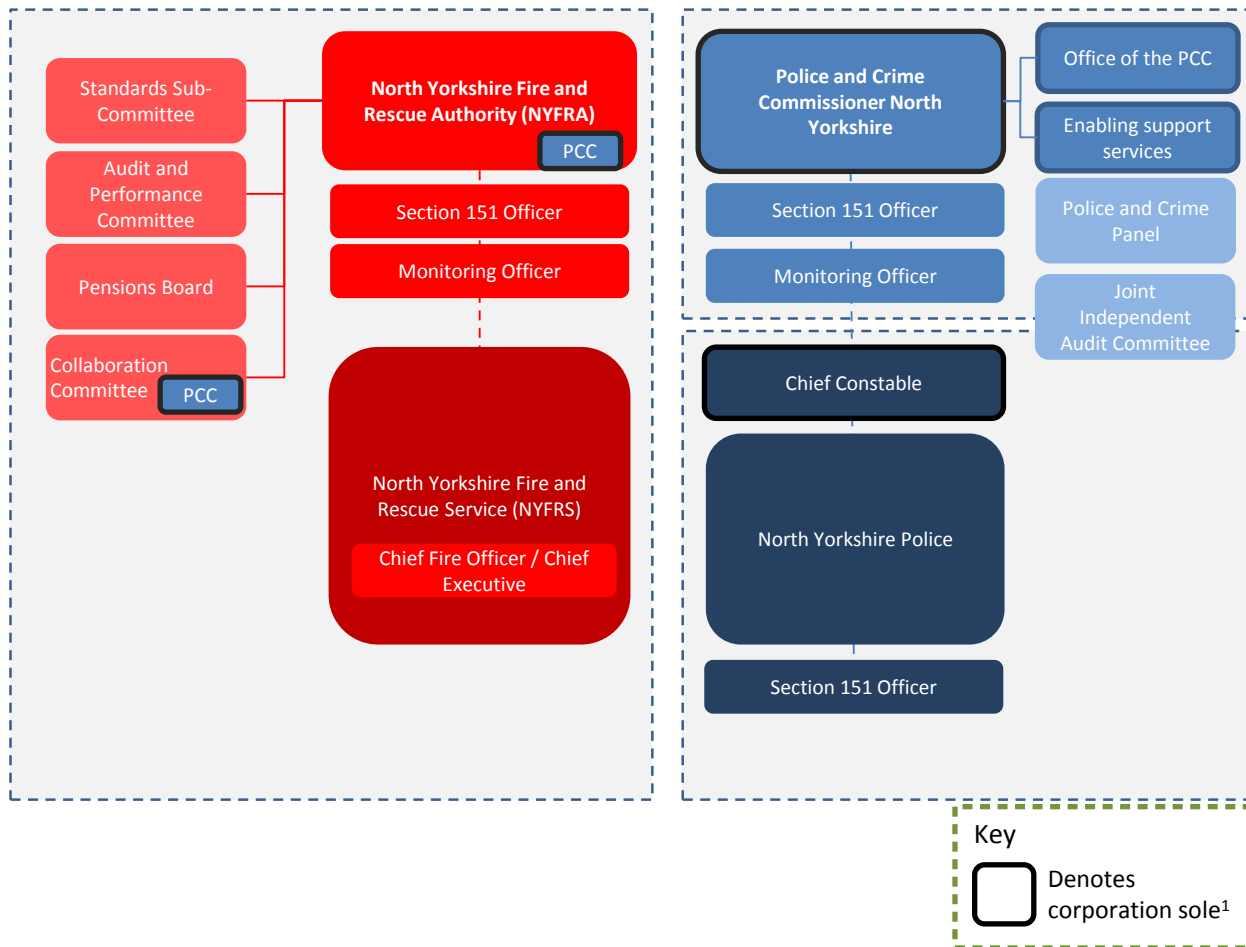 Standards Sub-
Committee
Audit and
Performance
Committee
Pensions Board
Collaboration
Committee
PCC
North Yorkshire Fire and
Rescue Authority (NYFRA)
PCC
Section 151 Officer
Monitoring Officer
North Yorkshire Fire and
Rescue Service (NYFRS)
Chief Fire Officer / Chief
Executive
Police and Crime
Commissioner North
Yorkshire
Section 151 Officer
Monitoring Officer
Office of the PCC
Enabling support
services
Police and Crime
Panel
Joint
Independent
Audit Committee
Chief Constable
North Yorkshire Police
Section 151 Officer
Key
Denotes
corporation sole¹